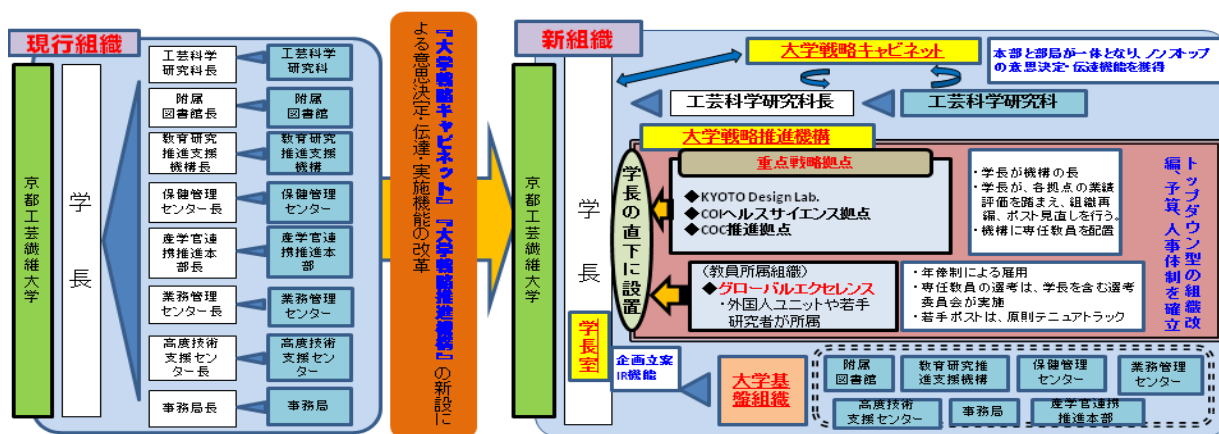 現行組織
京都工芸繊維大学
学長
工芸科学
研究科長
工芸科学
研究科
附属
図書館長
附属
図書館
教育研究
推進支援
機構長
教育研究
推進支援
機構
保健管理
センター長
保健管理
センター
産学官連
携推進本
部長
産学官連
携推進本
部
業務管理
センター長
業務管理
センター
高度技術
支援セン
ター長
高度技術
支援セン
ター
事務局長
事務局
『大学戦略キャビネット』『大学戦略推進機構』の新設に
よる意思決定・伝達・実施機能の改革
新組織
京都工芸繊維大学
学長
大学戦略キャビネット
本部と部局が一体となり、ノンストップ
の意思決定・伝達機能を獲得
工芸科学研究科長
工芸科学研究科
大学戦略推進機構
学長の直下に設置
重点戦略拠点
◆KYOTO Design Lab.
◆COIヘルスサイエンス拠点
◆COC推進拠点
・学長が機構の長
・学長が、各拠点の業績
評価を踏まえ、組織再
編、ポスト見直しを行う。
・機構に専任教員を配置
トップダウン型の組織改
編、予算、人事体制を確立
(教員所属組織)
◆グローバルエクセレンス
・外国人ユニットや若手
研究者が所属
・年俸制による雇用
・専任教員の選考は、学長を含む選考
委員会が実施
・若手ポストは、原則テニュアトラック
学長室
企画立案
IR機能
大学基
盤組織
附属
図書館
教育研究推
進支援機構
保健管理
センター
業務管理
センター
高度技術
支援センター
事務局
産学官連携
推進本部